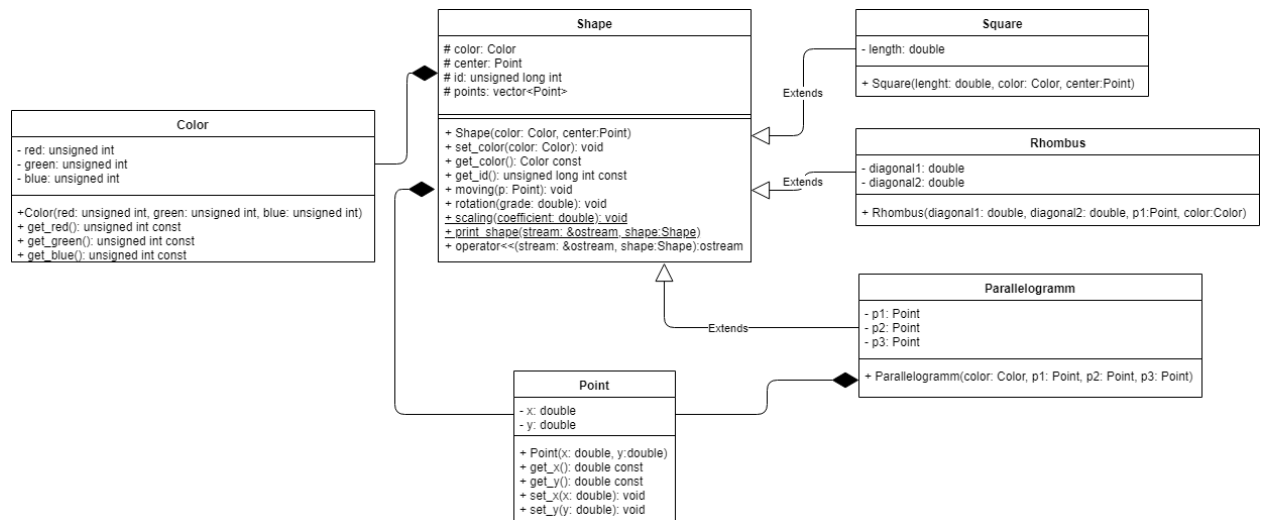 Shape
# color: Color
# center: Point
# id: unsigned long int
# points: vector<Point>
+ Shape(color: Color, center:Point)
+ set_color(color: Color): void
+ get_color(): Color const
+ get_id(): unsigned long int const
+ moving(p: Point): void
+ rotation(grade: double): void
+ scaling(coefficient: double): void
+ print_shape(stream: &ostream, shape:Shape)
+ operator<<(stream: &ostream, shape:Shape):ostream
Square
- length: double
+ Square(lenght: double, color: Color, center:Point)
Extends
Color
- red: unsigned int
- green: unsigned int
- blue: unsigned int
+Color(red: unsigned int, green: unsigned int, blue: unsigned int)
+ get_red(): unsigned int const
+ get_green(): unsigned int const
+ get_blue(): unsigned int const
Rhombus
- diagonal1: double
- diagonal2: double
+ Rhombus(diagonal1: double, diagonal2: double, p1:Point, color:Color)
Extends
Parallelogramm
- p1: Point
- p2: Point
- p3: Point
+ Parallelogramm(color: Color, p1: Point, p2: Point, p3: Point)
Extends
Point
- x: double
- y: double
+ Point(x: double, y:double)
+ get_x(): double const
+ get_y(): double const
+ set_x(x: double): void
+ set_y(y: double): void